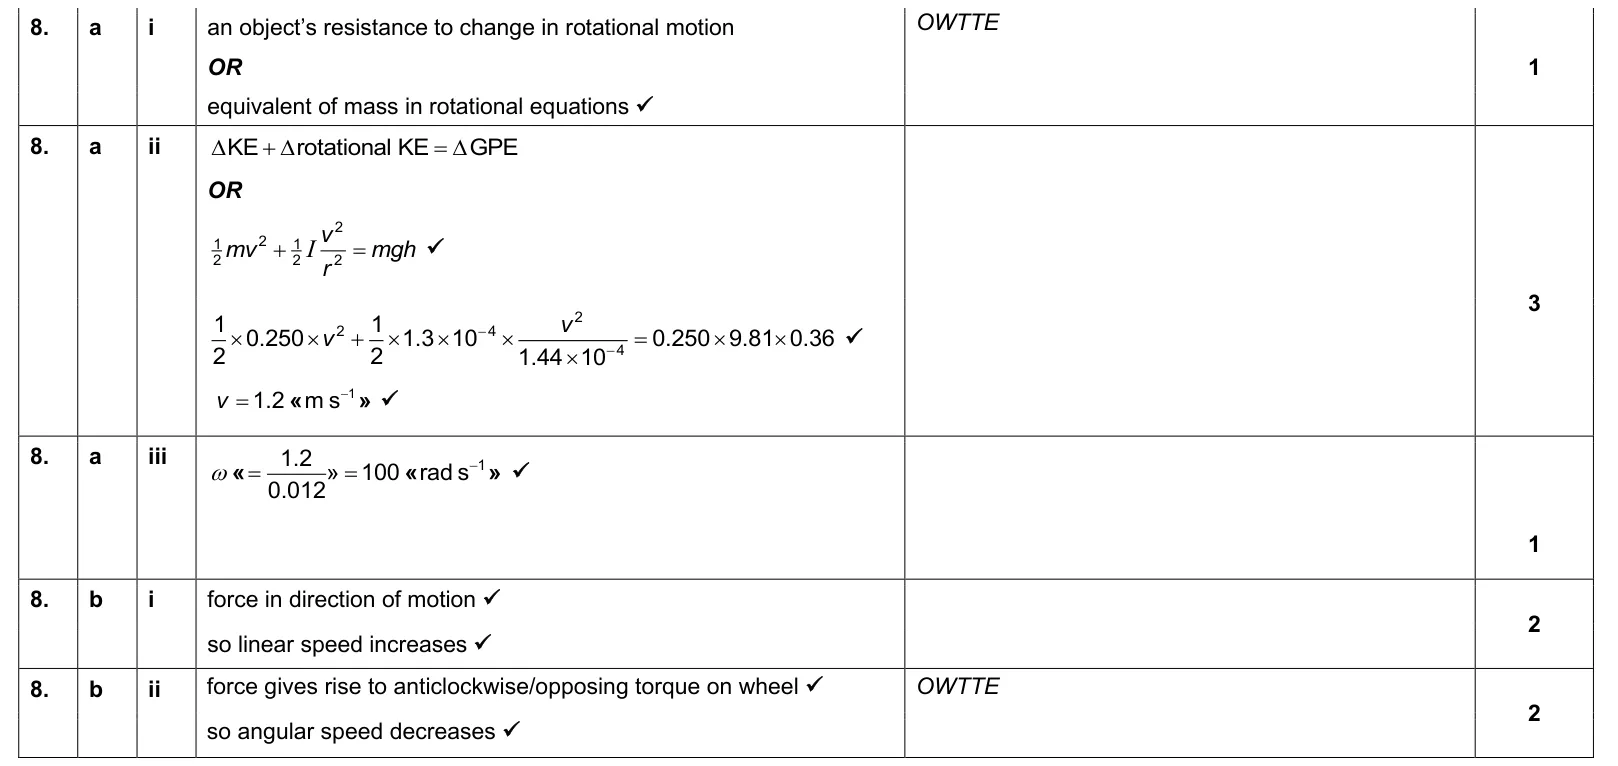 8. a i an object’s resistance to change in rotational motion OWTTE
OR
1
equivalent of mass in rotational equations ✓
8. a ii ΔKE + Δrotational KE = ΔGPE
OR
½mv² + ½I v²/r² = mgh ✓
3
1/2 × 0.250 × v² + 1/2 × 1.3 × 10⁻⁴ × v²/(1.44 × 10⁻⁴) = 0.250 × 9.81 × 0.36 ✓
v = 1.2 «m s⁻¹» ✓
8. a iii ω «= 1.2/0.012» = 100 «rad s⁻¹» ✓
1
8. b i force in direction of motion ✓
2
so linear speed increases ✓
8. b ii force gives rise to anticlockwise/opposing torque on wheel ✓ OWTTE
2
so angular speed decreases ✓